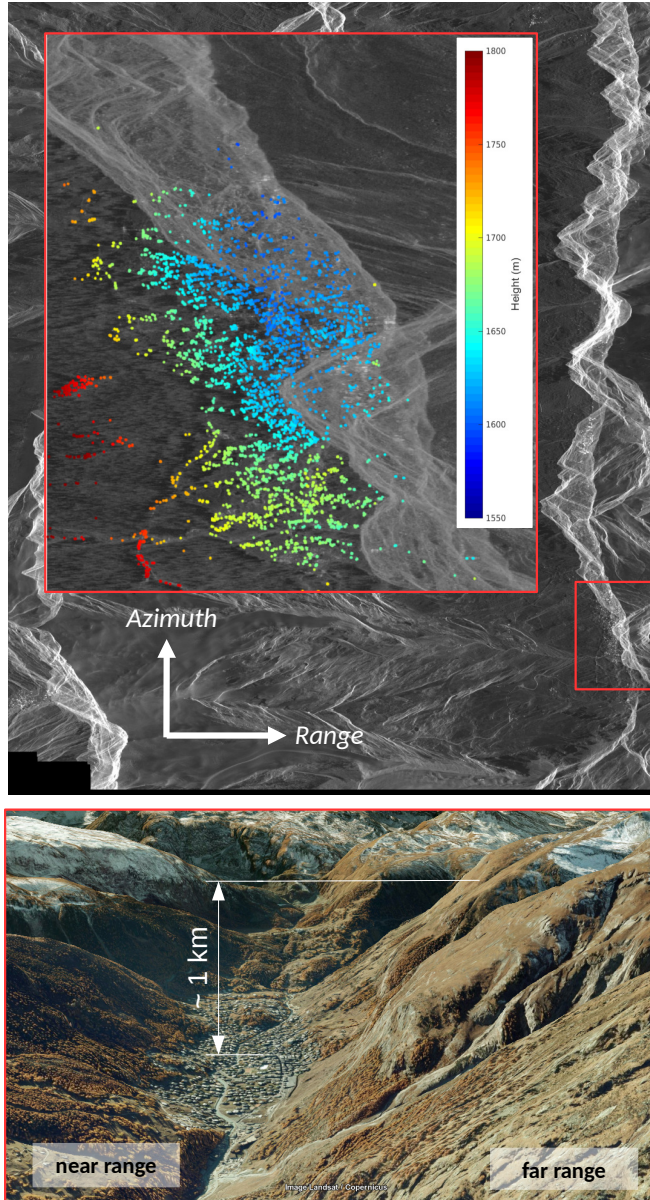 1800
1750
1700
1650
1600
1550
Height (m)
Azimuth
Range
~ 1 km
near range
far range
Image Landsat / Copernicus